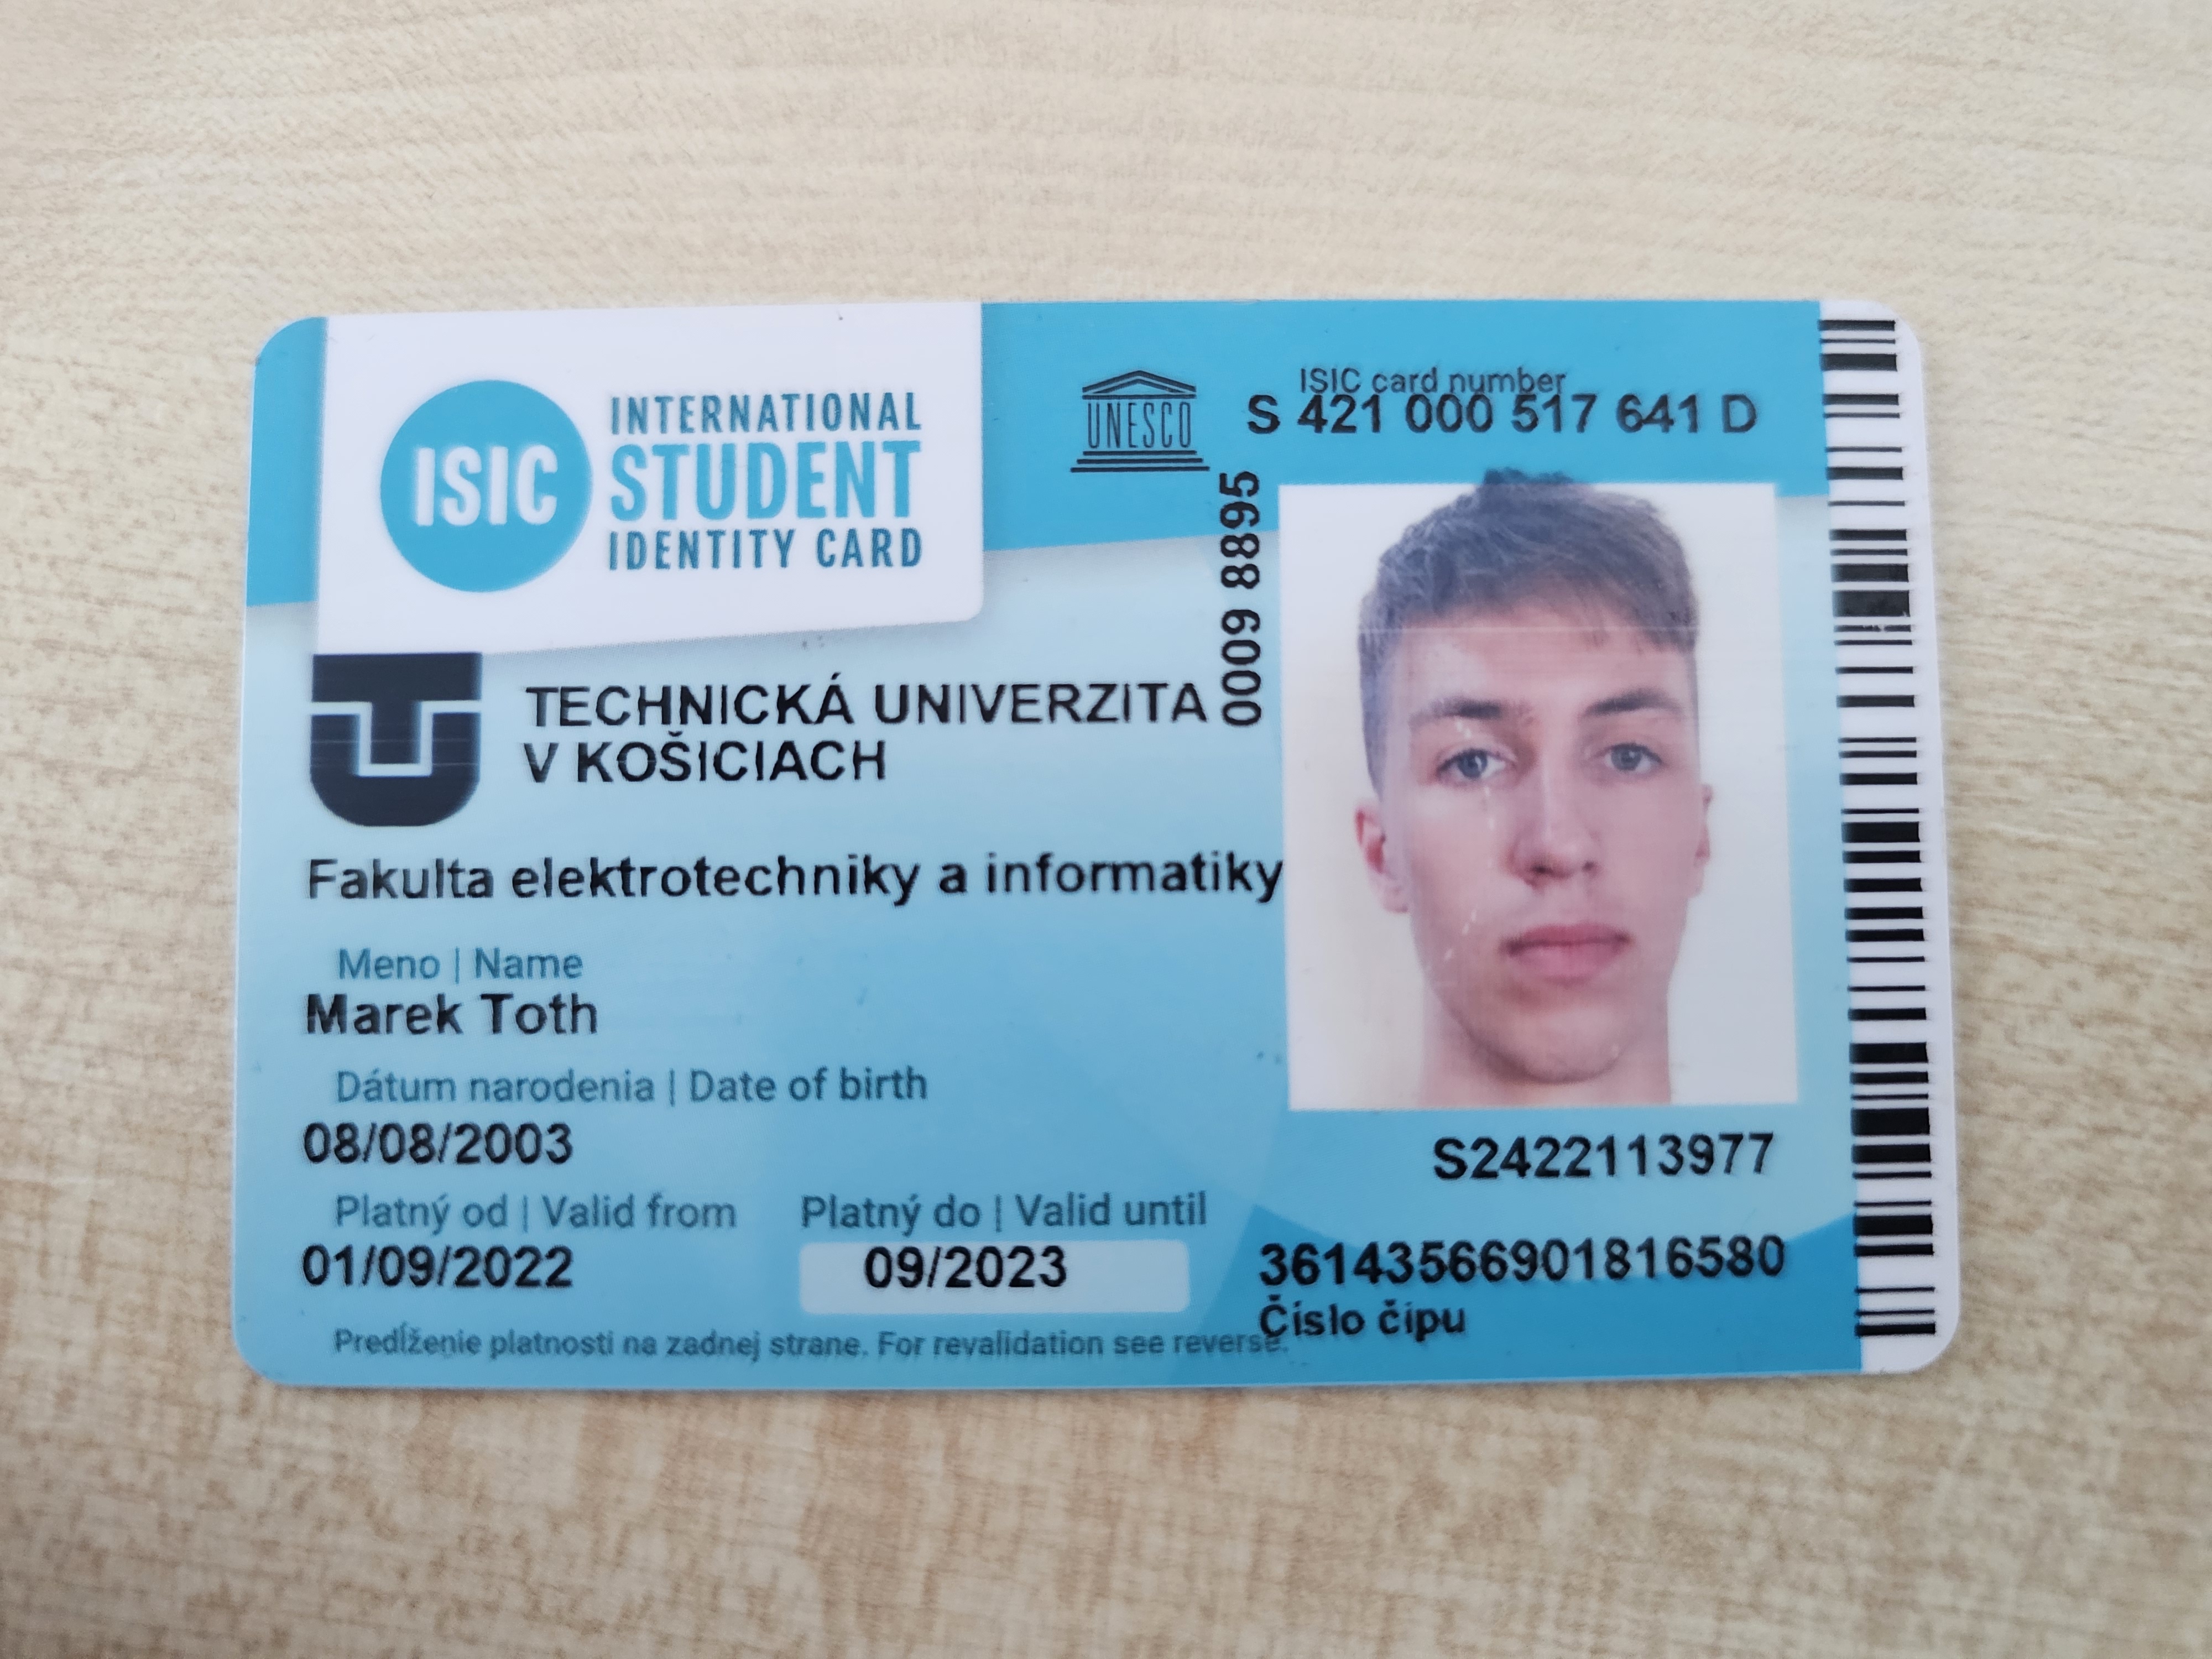 ISIC
INTERNATIONAL
STUDENT
IDENTITY CARD
UNESCO
ISIC card number
S 421 000 517 641 D
0009 8895
TECHNICKÁ UNIVERZITA
V KOŠICIACH
Fakulta elektrotechniky a informatiky
Meno | Name
Marek Toth
Dátum narodenia | Date of birth
08/08/2003
S242211 3977
Platný od | Valid from Platný do | Valid until
01/09/2022 09/2023
36143566901816580
Predĺženie platnosti na zadnej strane. For revalidation see reverse.
Číslo čipu